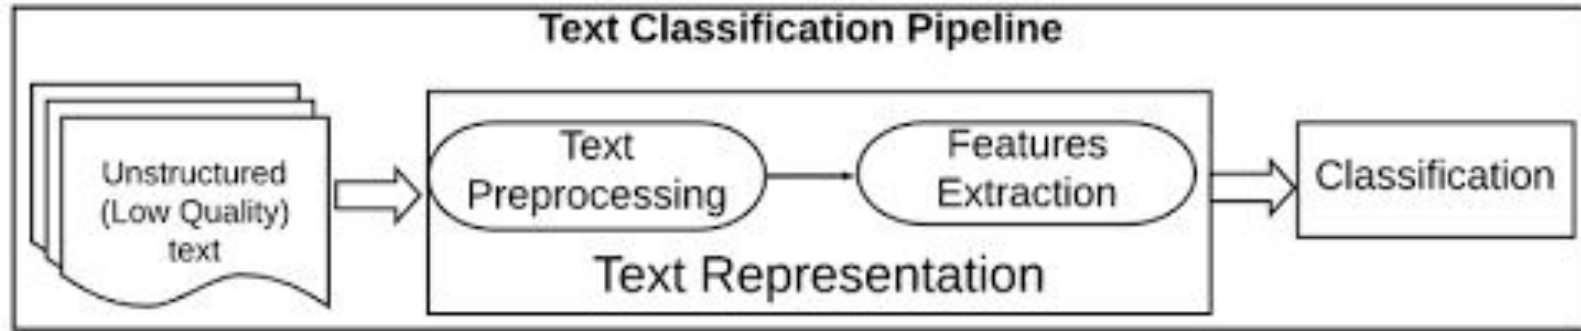 Text Classification Pipeline
Unstructured
(Low Quality)
text
Text
Preprocessing
Features
Extraction
Text Representation
Classification